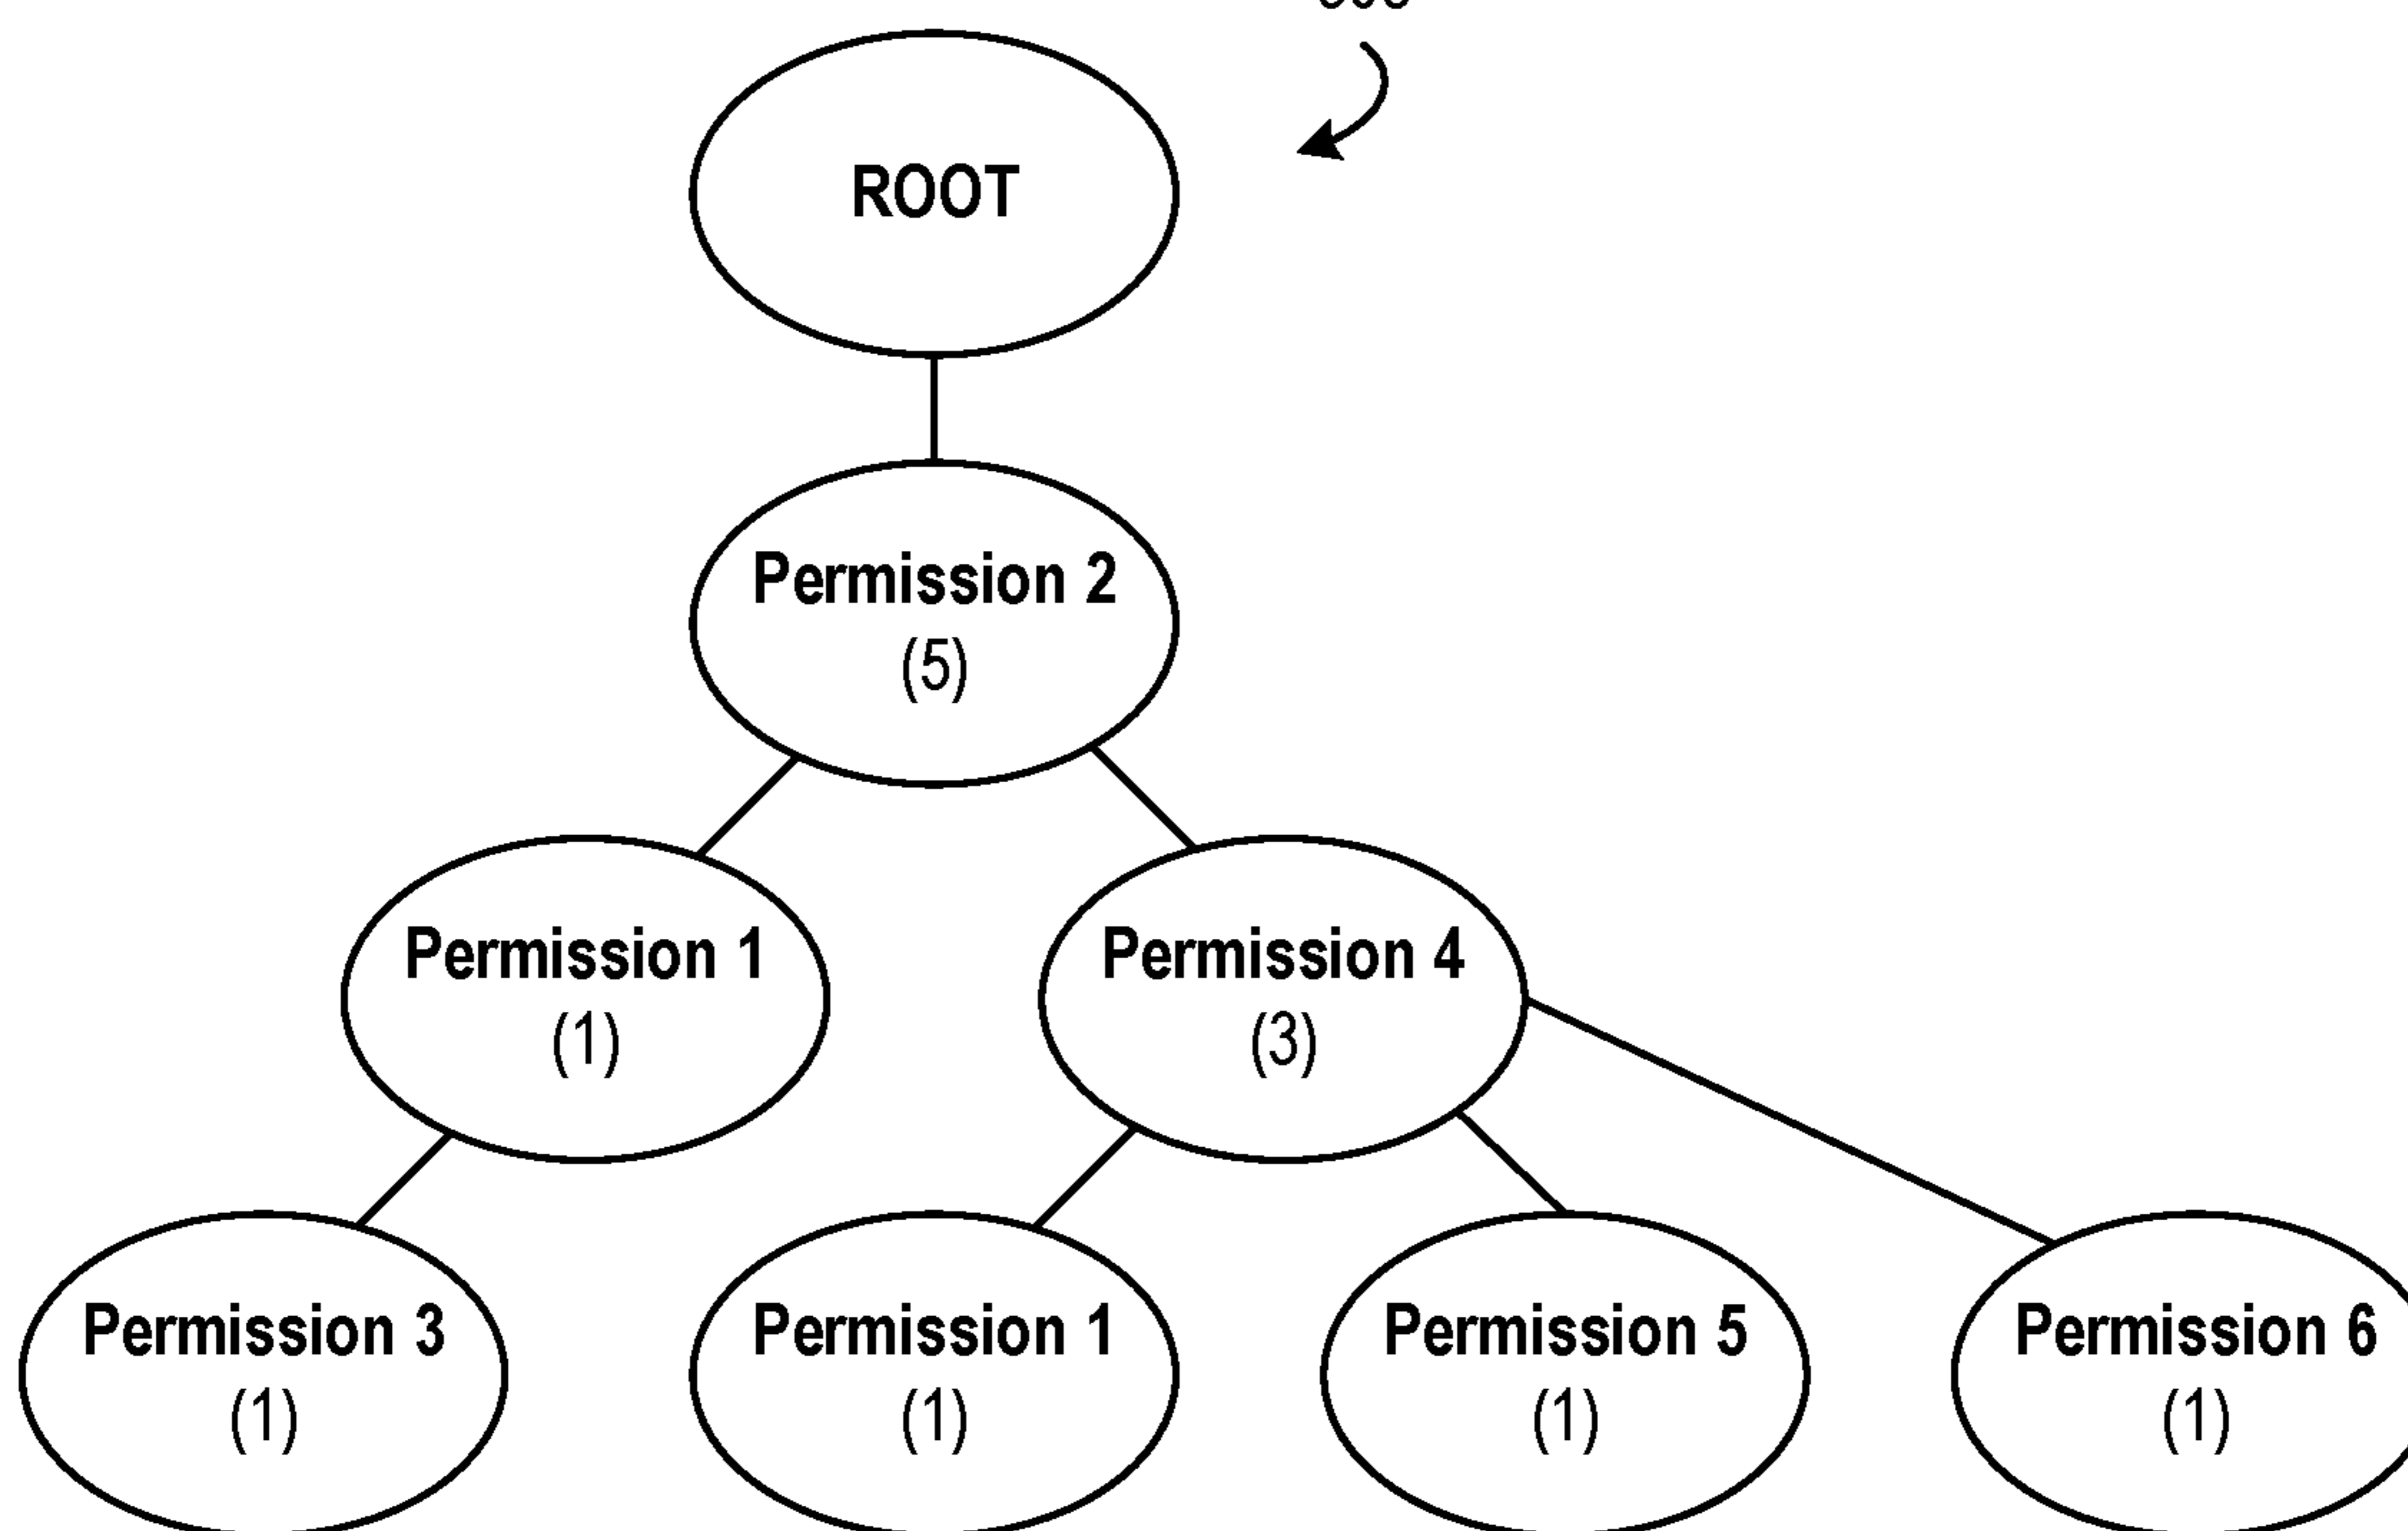 ROOT
Permission 2
(5)
Permission 1
(1)
Permission 4
(3)
Permission 3
(1)
Permission 1
(1)
Permission 5
(1)
Permission 6
(1)